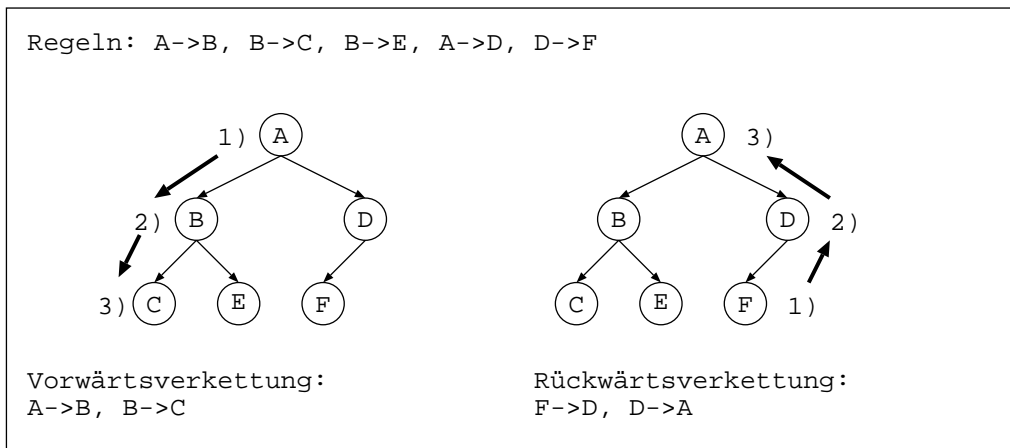 Regeln: A->B, B->C, B->E, A->D, D->F
1) A
2) B D
3) C E F
A 3)
B D 2)
C E F 1)
Vorwärtsverkettung:
A->B, B->C
Rückwärtsverkettung:
F->D, D->A